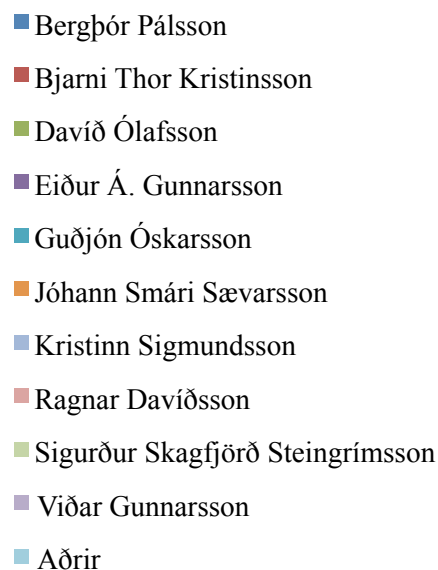 Bergþór Pálsson
Bjarni Thor Kristinsson
Davíð Ólafsson
Eiður Á. Gunnarsson
Guðjón Óskarsson
Jóhann Smári Sævarsson
Kristinn Sigmundsson
Ragnar Davíðsson
Sigurður Skagfjörð Steingrímsson
Viðar Gunnarsson
Aðrir